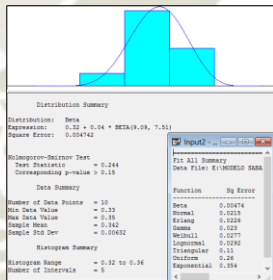 Distribution Summary
Distribution: Beta
Expression: 0.32 + 0.04 * BETA(9.09, 7.51)
Square Error: 0.004742
Kolmogorov-Smirnov Test
Test Statistic = 0.244
Corresponding p-value > 0.15
Data Summary
Number of Data Points = 10
Min Data Value = 0.33
Max Data Value = 0.35
Sample Mean = 0.342
Sample Std Dev = 0.00632
Histogram Summary
Histogram Range = 0.32 to 0.36
Number of Intervals = 5
Input2 -
Fit All Summary
Data File: E:\MODELO SABA
Function Sq Error
Beta 0.00474
Normal 0.0215
Erlang 0.0228
Gamma 0.023
Weibull 0.0277
Lognormal 0.0292
Triangular 0.11
Uniform 0.26
Exponential 0.354